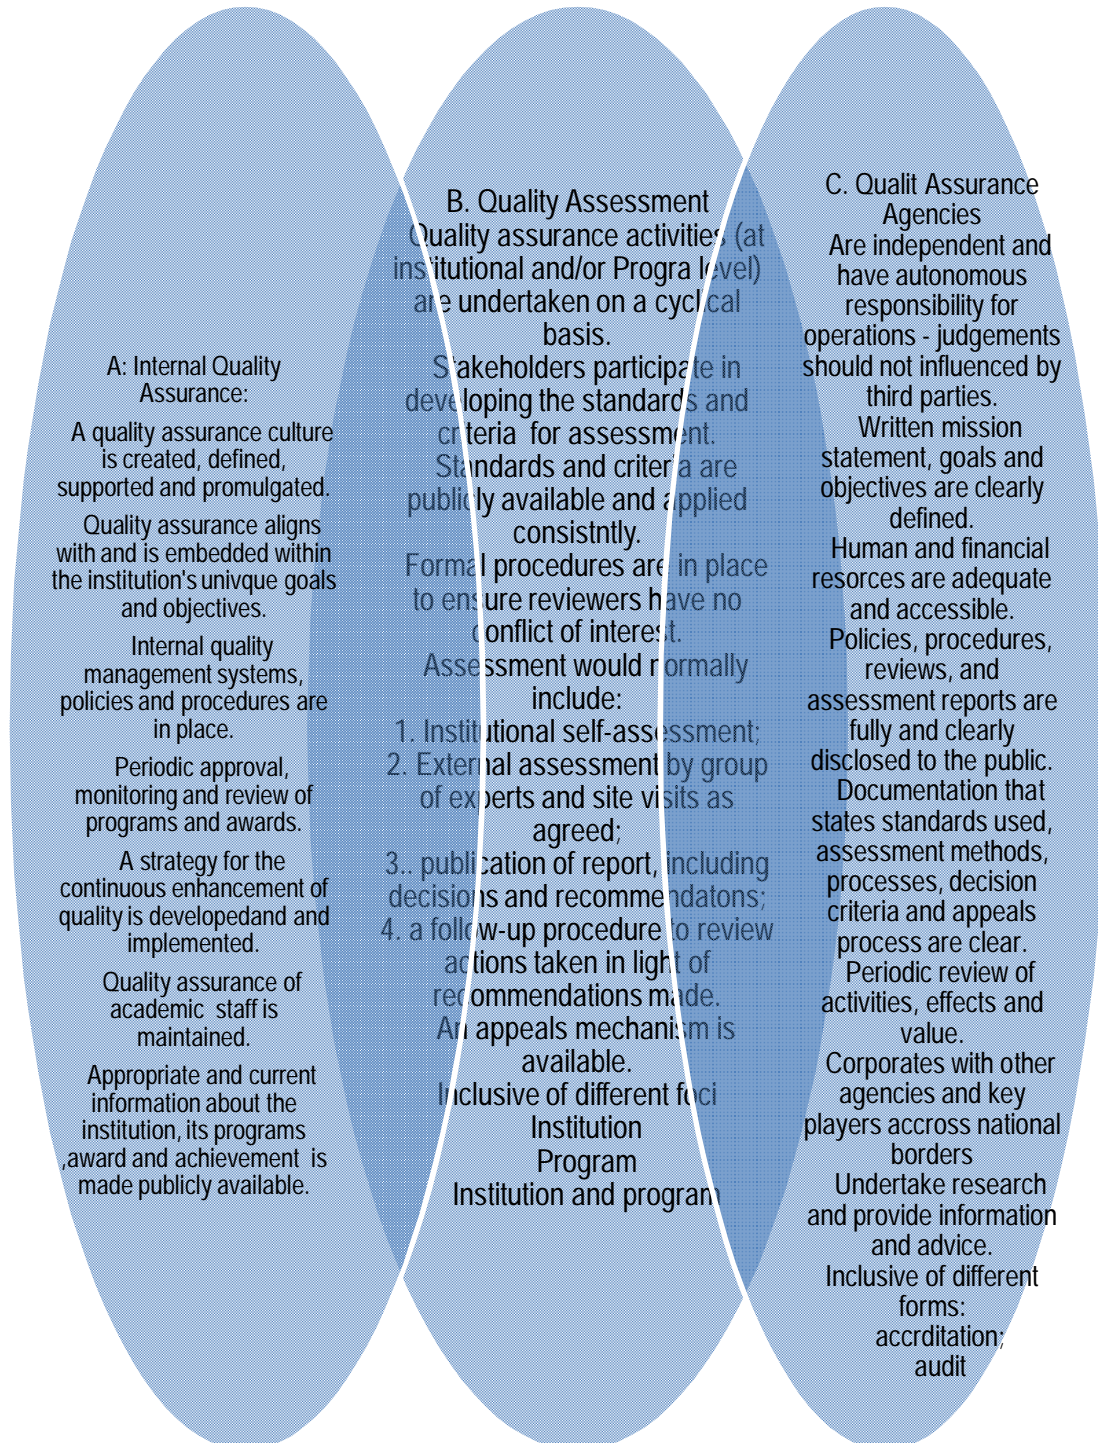 A: Internal Quality
Assurance:
A quality assurance culture
is created, defined,
supported and promulgated.
Quality assurance aligns
with and is embedded within
the institution's univque goals
and objectives.
Internal quality
management systems,
policies and procedures are
in place.
Periodic approval,
monitoring and review of
programs and awards.
A strategy for the
continuous enhancement of
quality is developedand and
implemented.
Quality assurance of
academic staff is
maintained.
Appropriate and current
information about the
institution, its programs
,award and achievement is
made publicly available.
B. Quality Assessment
Quality assurance activities (at
institutional and/or Progra level)
are undertaken on a cyclical
basis.
Stakeholders participate in
developing the standards and
criteria for assessment.
Standards and criteria are
publicly available and applied
consistntly.
Formal procedures are in place
to ensure reviewers have no
conflict of interest.
Assessment would normally
include:
1. Institutional self-assessment;
2. External assessment by group
of experts and site visits as
agreed;
3.. publication of report, including
decisions and recommendatons;
4. a follow-up procedure to review
actions taken in light of
recommendations made.
An appeals mechanism is
available.
Inclusive of different foci
Institution
Program
Institution and program
C. Qualit Assurance
Agencies
Are independent and
have autonomous
responsibility for
operations - judgements
should not influenced by
third parties.
Written mission
statement, goals and
objectives are clearly
defined.
Human and financial
resorces are adequate
and accessible.
Policies, procedures,
reviews, and
assessment reports are
fully and clearly
disclosed to the public.
Documentation that
states standards used,
assessment methods,
processes, decision
criteria and appeals
process are clear.
Periodic review of
activities, effects and
value.
Corporates with other
agencies and key
players accross national
borders
Undertake research
and provide information
and advice.
Inclusive of different
forms:
accrditation;
audit